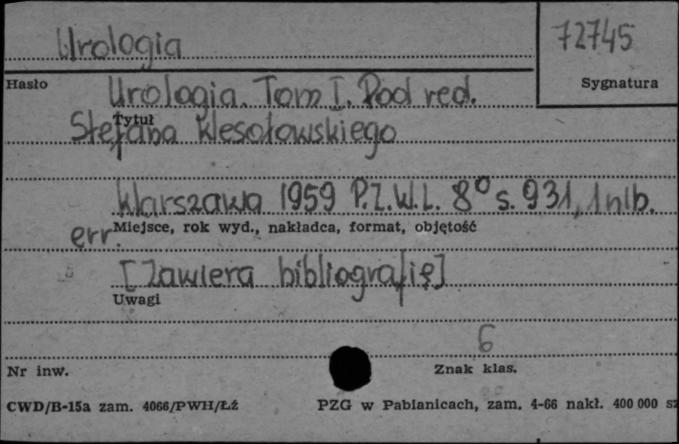 Urologia
72745
Hasło
Sygnatura
Urologia. Tom I. Pod red.
Tytuł
Stefana Wesołowskiego
Warszawa 1959 P.Z.W.L. 8° s. 931, 1 nlb.
Miejsce, rok wyd., nakładca, format, objętość
err.
[Zawiera bibliografię]
Uwagi
6
Nr inw.
Znak klas.
CWD/B-15a zam. 4066/PWH/ŁŻ
PZG w Pabianicach, zam. 4-66 nakł. 400 000 sz